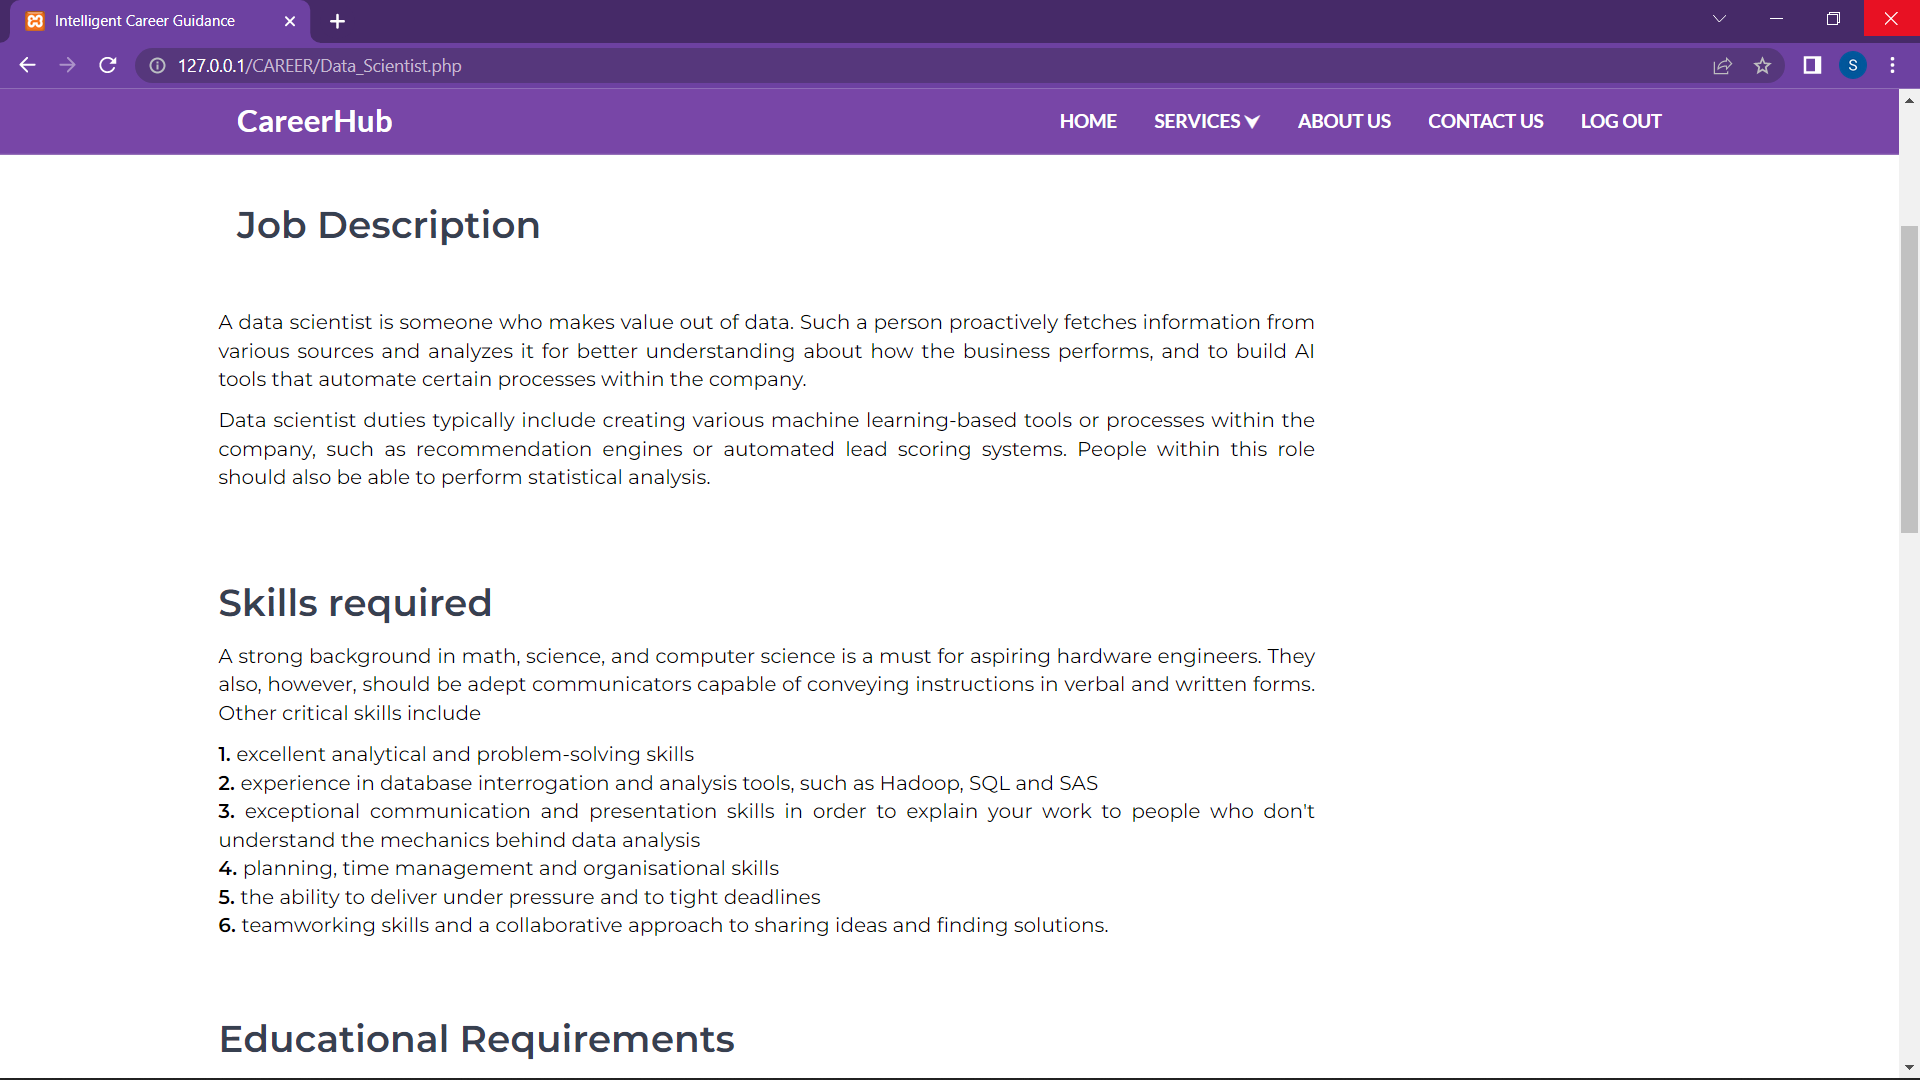 Intelligent Career Guidance
127.0.0.1/CAREER/Data_Scientist.php
S
CareerHub
HOME SERVICES ABOUT US CONTACT US LOG OUT
Job Description
A data scientist is someone who makes value out of data. Such a person proactively fetches information from
various sources and analyzes it for better understanding about how the business performs, and to build AI
tools that automate certain processes within the company.
Data scientist duties typically include creating various machine learning-based tools or processes within the
company, such as recommendation engines or automated lead scoring systems. People within this role
should also be able to perform statistical analysis.
Skills required
A strong background in math, science, and computer science is a must for aspiring hardware engineers. They
also, however, should be adept communicators capable of conveying instructions in verbal and written forms.
Other critical skills include
1. excellent analytical and problem-solving skills
2. experience in database interrogation and analysis tools, such as Hadoop, SQL and SAS
3. exceptional communication and presentation skills in order to explain your work to people who don't
understand the mechanics behind data analysis
4. planning, time management and organisational skills
5. the ability to deliver under pressure and to tight deadlines
6. teamworking skills and a collaborative approach to sharing ideas and finding solutions.
Educational Requirements